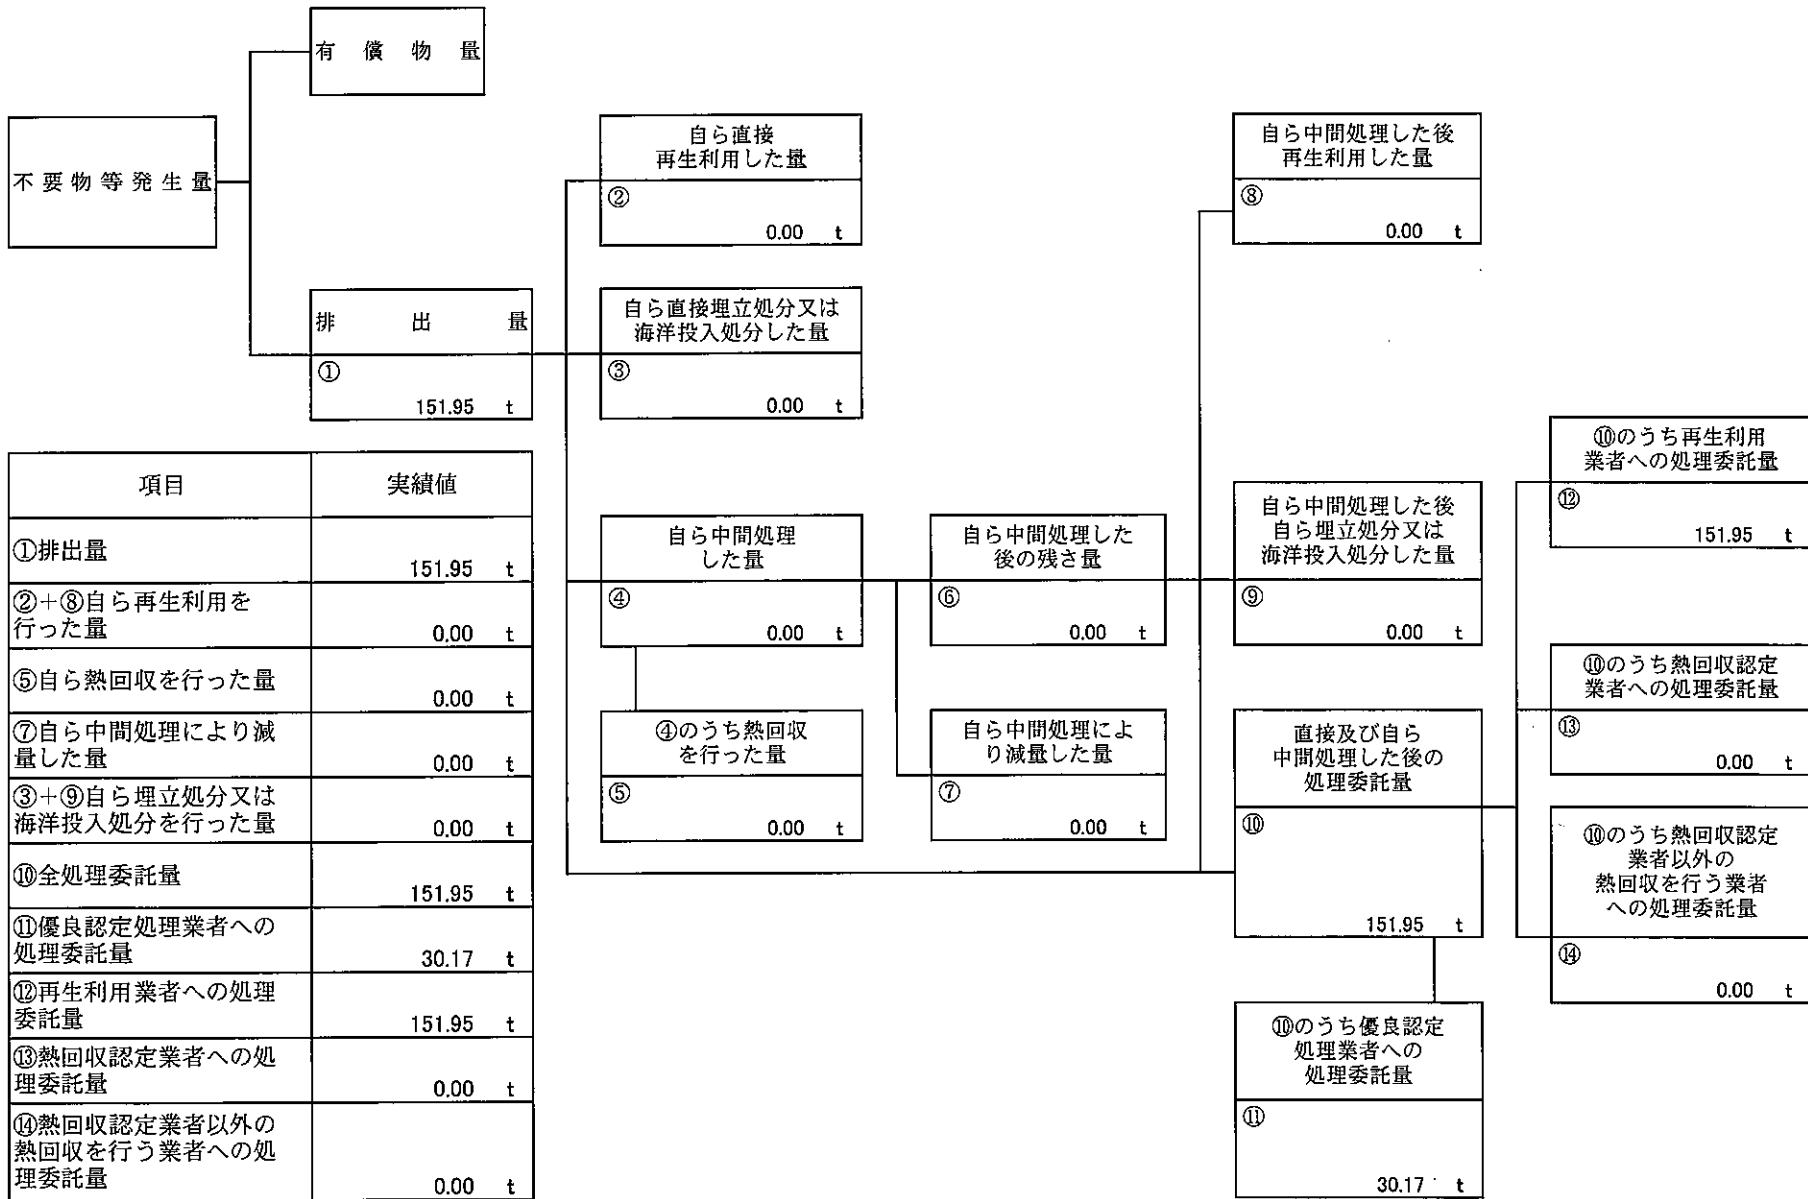 有償物量
不要物等発生量
排出量
①
151.95 t
自ら直接
再生利用した量
②
0.00 t
自ら直接埋立処分又は
海洋投入処分した量
③
0.00 t
自ら中間処理
した量
④
0.00 t
④のうち熱回収
を行った量
⑤
0.00 t
自ら中間処理した
後の残さ量
⑥
0.00 t
自ら中間処理によ
り減量した量
⑦
0.00 t
自ら中間処理した後
再生利用した量
⑧
0.00 t
自ら中間処理した後
自ら埋立処分又は
海洋投入処分した量
⑨
0.00 t
直接及び自ら
中間処理した後の
処理委託量
⑩
151.95 t
⑩のうち優良認定
処理業者への
処理委託量
⑪
30.17 t
⑩のうち再生利用
業者への処理委託量
⑫
151.95 t
⑩のうち熱回収認定
業者への処理委託量
⑬
0.00 t
⑩のうち熱回収認定
業者以外の
熱回収を行う業者
への処理委託量
⑭
0.00 t
項目 実績値
①排出量
151.95 t
②+⑧自ら再生利用を
行った量
0.00 t
⑤自ら熱回収を行った量
0.00 t
⑦自ら中間処理により減
量した量
0.00 t
③+⑨自ら埋立処分又は
海洋投入処分を行った量
0.00 t
⑩全処理委託量
151.95 t
⑪優良認定処理業者への
処理委託量
30.17 t
⑫再生利用業者への処理
委託量
151.95 t
⑬熱回収認定業者への処
理委託量
0.00 t
⑭熱回収認定業者以外の
熱回収を行う業者への処
理委託量
0.00 t